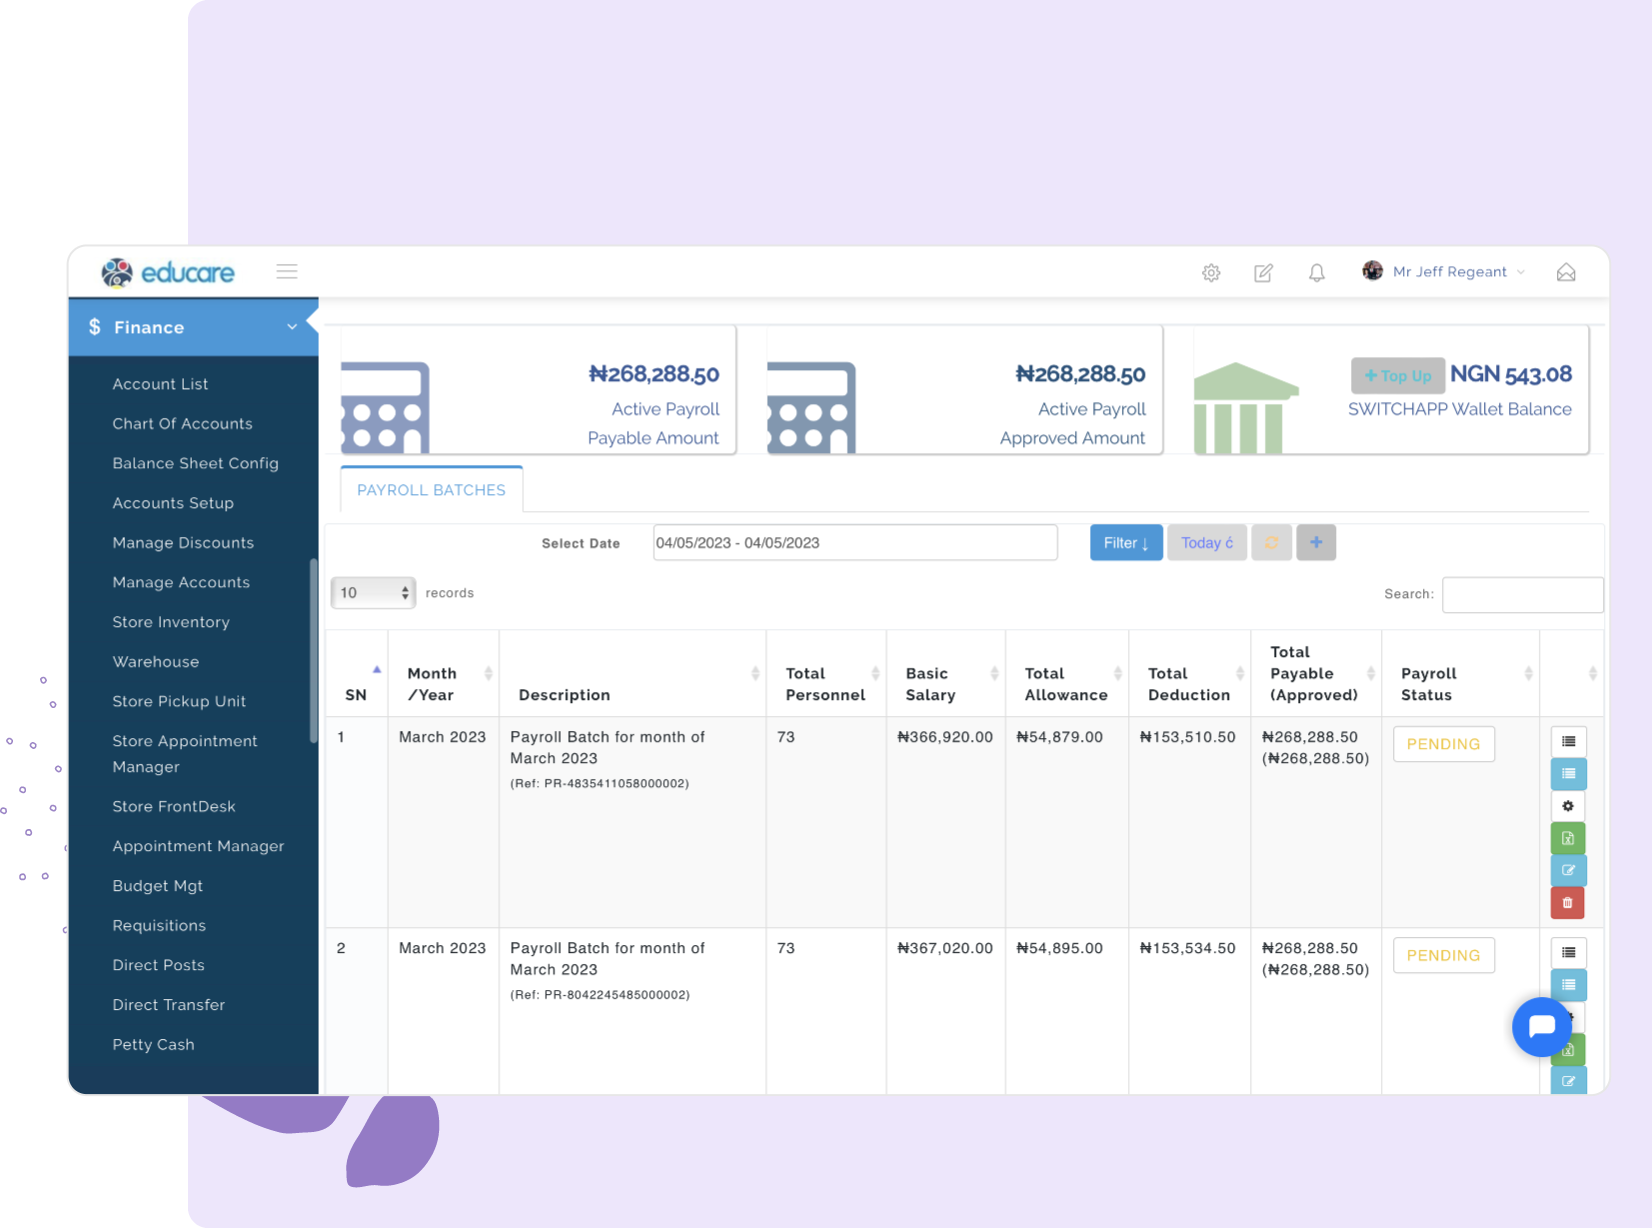 educare
Mr Jeff Regeant
$ Finance
Account List
Chart Of Accounts
Balance Sheet Config
Accounts Setup
Manage Discounts
Manage Accounts
Store Inventory
Warehouse
Store Pickup Unit
Store Appointment
Manager
Store FrontDesk
Appointment Manager
Budget Mgt
Requisitions
Direct Posts
Direct Transfer
Petty Cash
₦268,288.50
Active Payroll
Payable Amount
₦268,288.50
Active Payroll
Approved Amount
+ Top Up NGN 543.08
SWITCHAPP Wallet Balance
PAYROLL BATCHES
Select Date 04/05/2023 - 04/05/2023 Filter ↓ Today ć +
10 records Search:
SN Month /Year Description Total Personnel Basic Salary Total Allowance Total Deduction Total Payable (Approved) Payroll Status
1 March 2023 Payroll Batch for month of 73 ₦366,920.00 ₦54,879.00 ₦153,510.50 ₦268,288.50 PENDING
March 2023 (₦268,288.50)
(Ref: PR-4835411058000002)
2 March 2023 Payroll Batch for month of 73 ₦367,020.00 ₦54,895.00 ₦153,534.50 ₦268,288.50 PENDING
March 2023 (₦268,288.50)
(Ref: PR-8042245485000002)